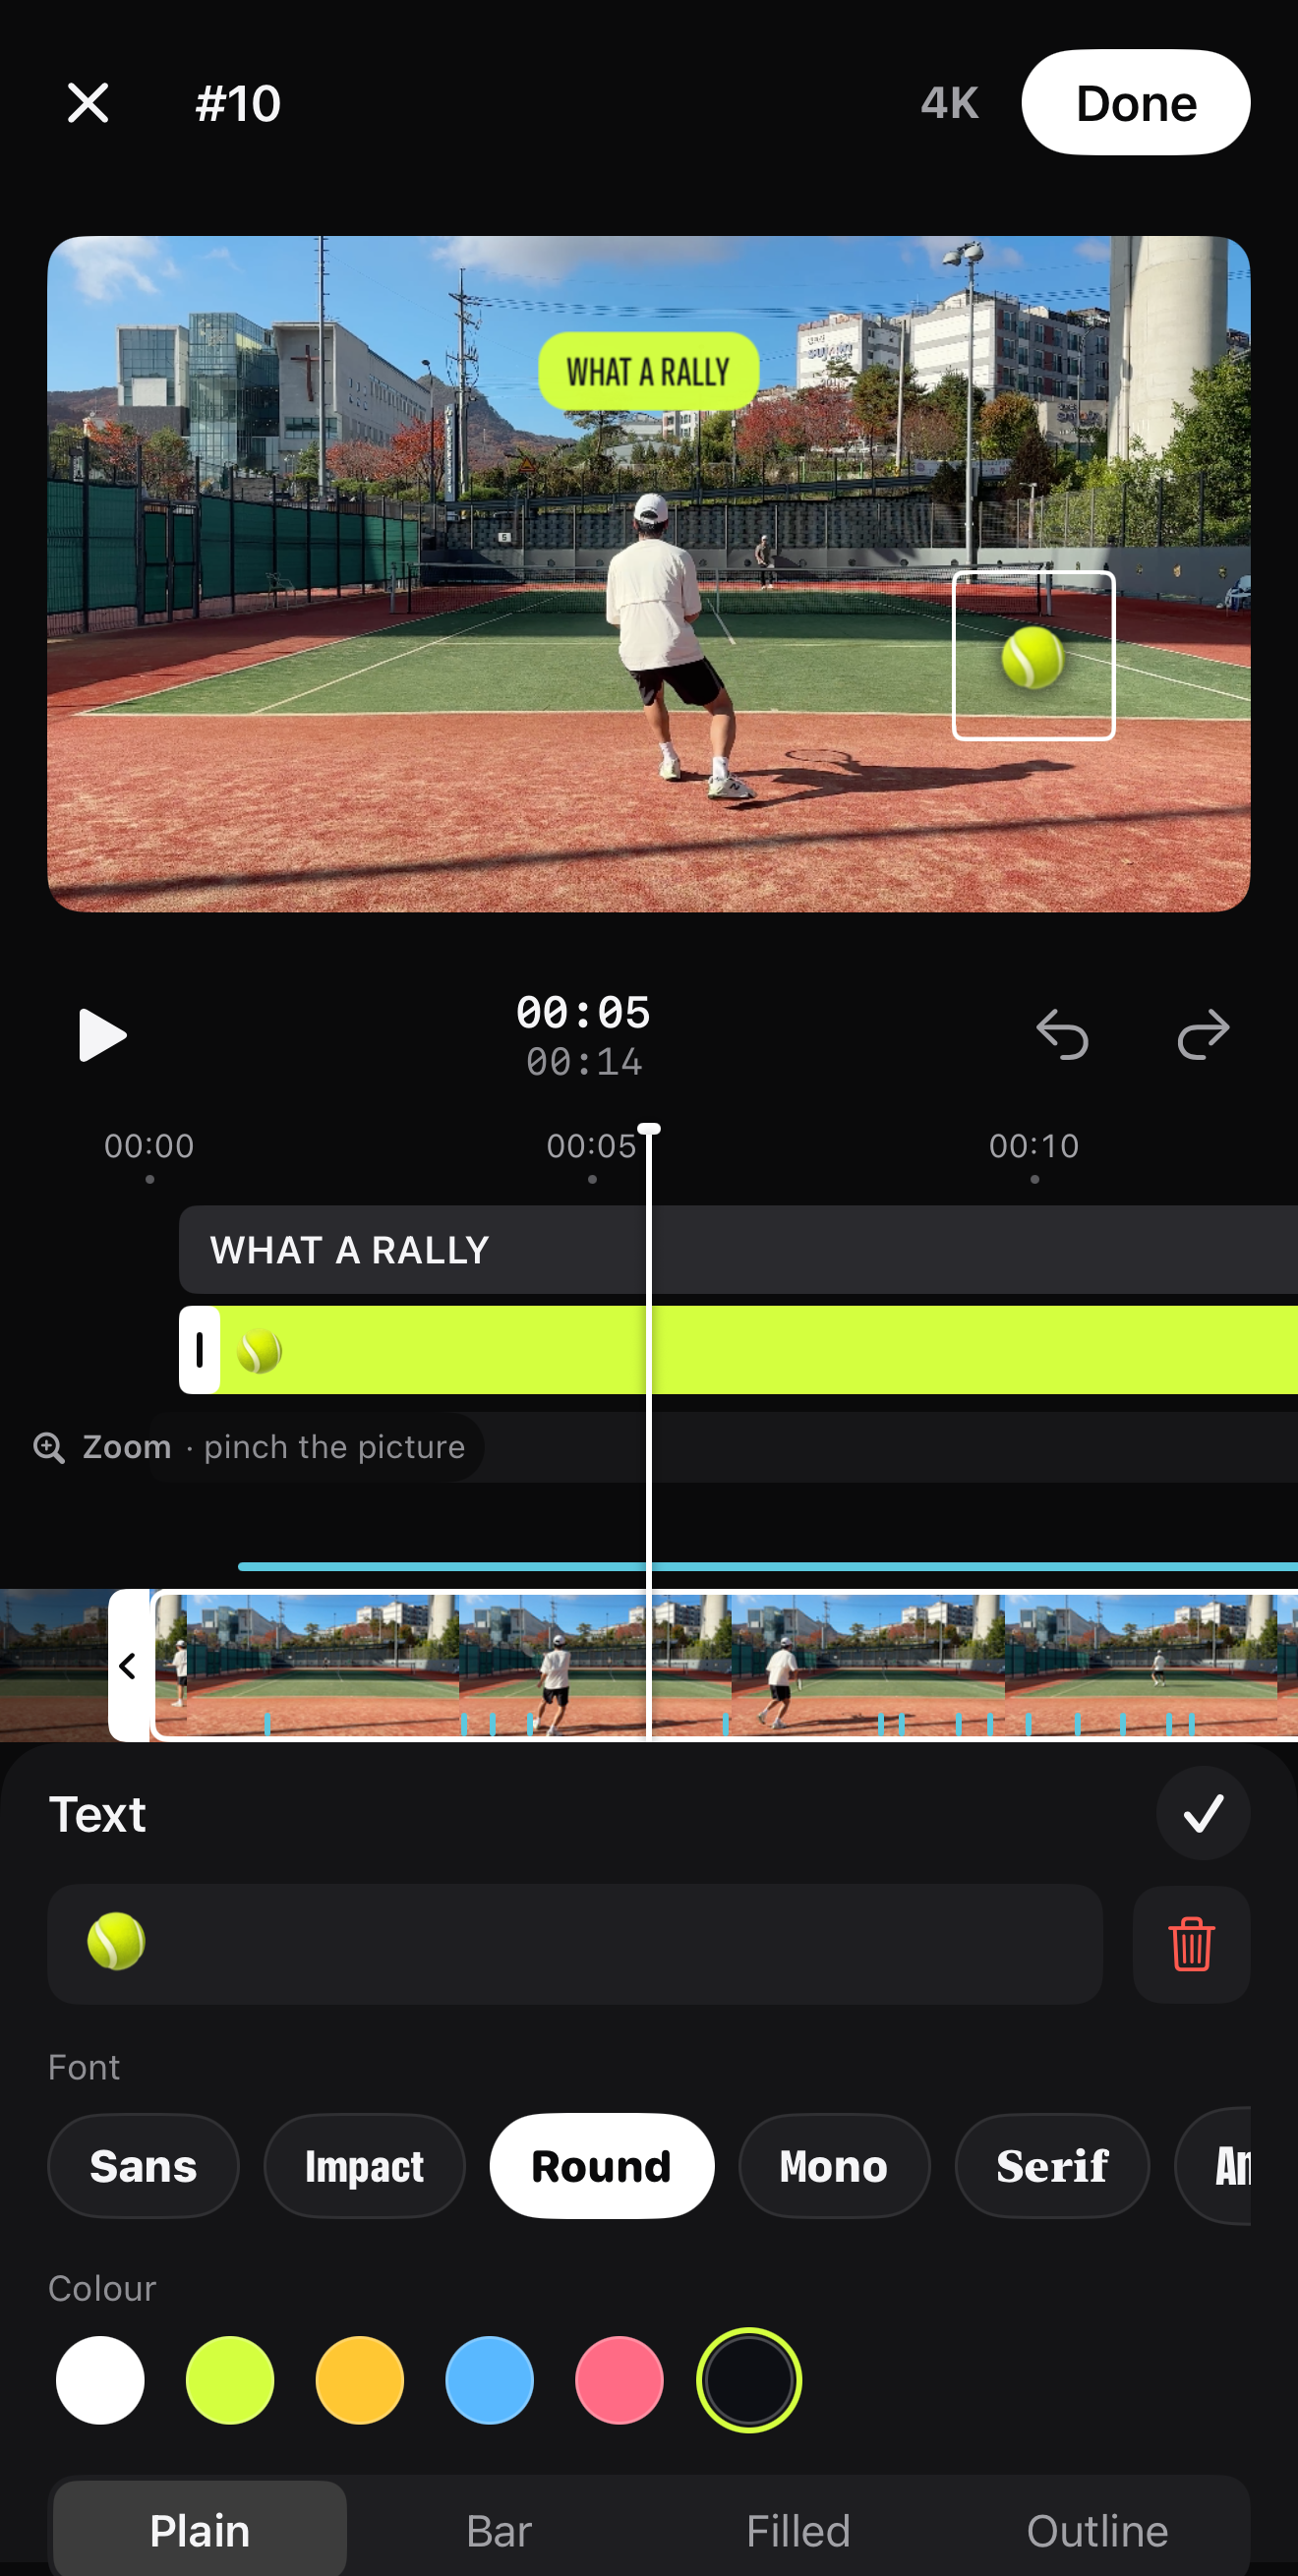 #10
4K
Done
WHAT A RALLY
5
00:05
00:14
00:00
00:05
00:10
WHAT A RALLY
Zoom · pinch the picture
Text
Font
Sans
Impact
Round
Mono
Serif
Colour
Plain
Bar
Filled
Outline